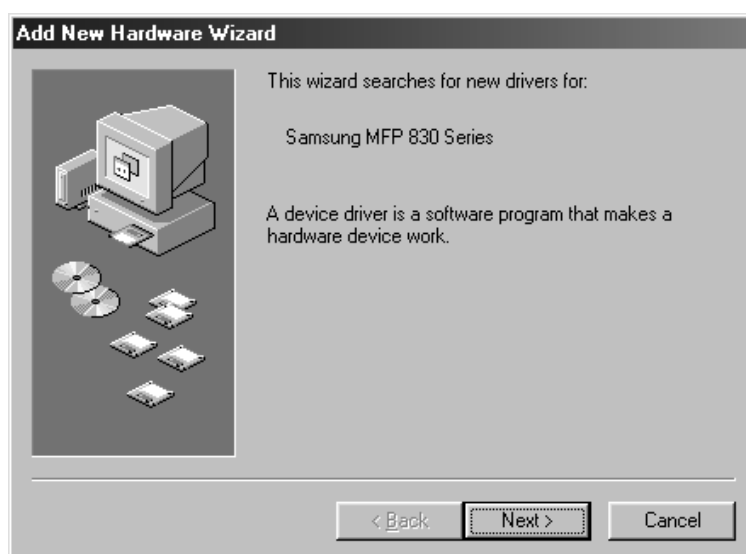 Add New Hardware Wizard
This wizard searches for new drivers for:
Samsung MFP 830 Series
A device driver is a software program that makes a
hardware device work.
< Back
Next >
Cancel